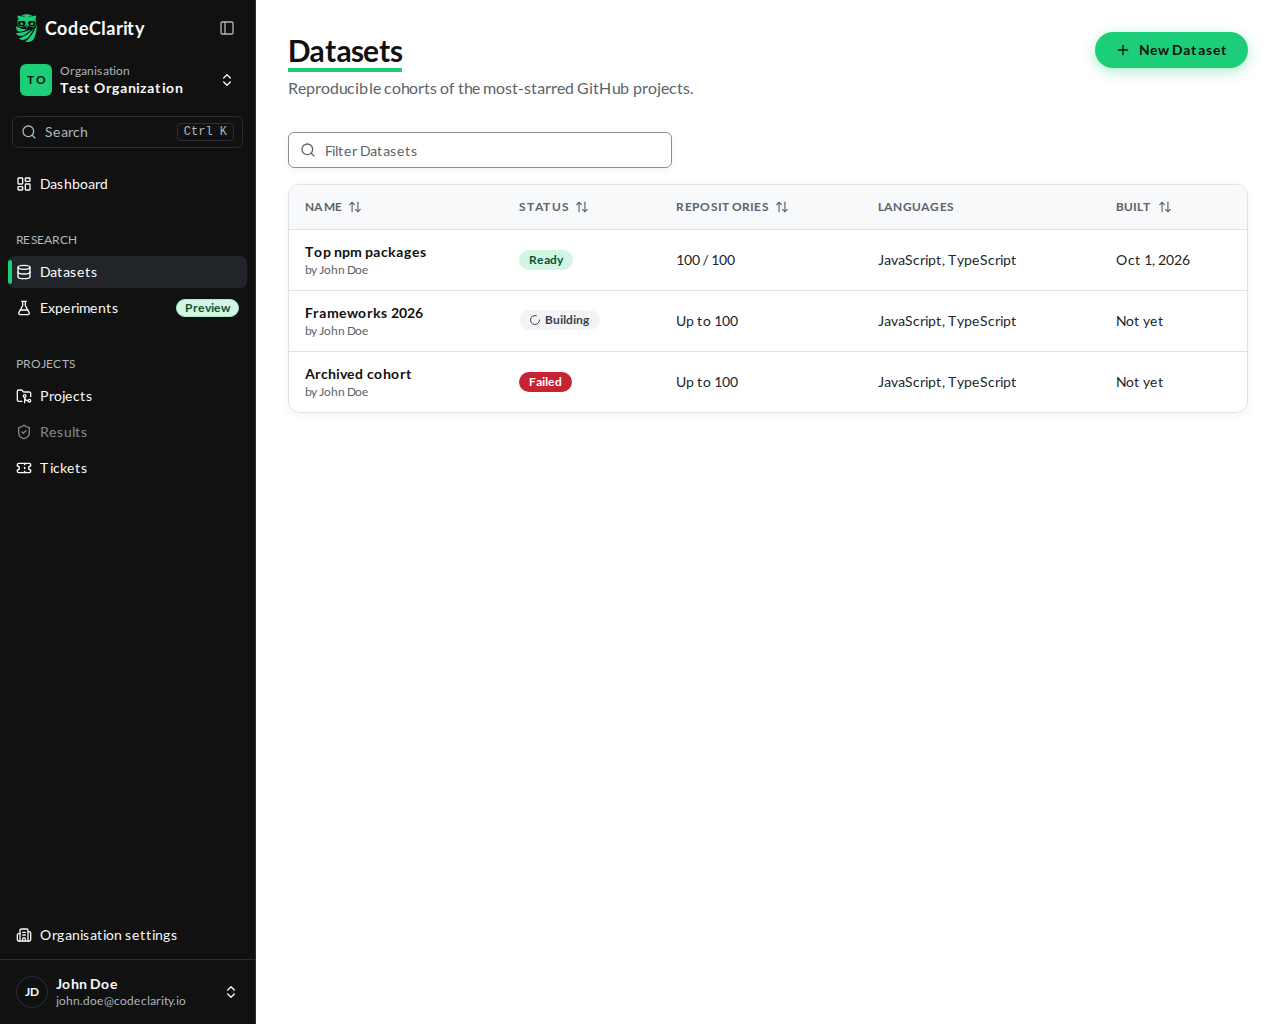 CodeClarity
Organisation
TO
Test Organization
Search
Ctrl K
Dashboard
RESEARCH
Datasets
Experiments
Preview
PROJECTS
Projects
Results
Tickets
Organisation settings
JD
John Doe
john.doe@codeclarity.io
Datasets
Reproducible cohorts of the most-starred GitHub projects.
New Dataset
Filter Datasets
NAME STATUS REPOSITORIES LANGUAGES BUILT
Top npm packages
by John Doe
Ready
100 / 100
JavaScript, TypeScript
Oct 1, 2026
Frameworks 2026
by John Doe
Building
Up to 100
JavaScript, TypeScript
Not yet
Archived cohort
by John Doe
Failed
Up to 100
JavaScript, TypeScript
Not yet